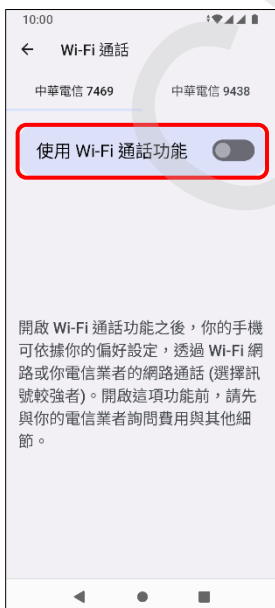 10:00
Wi-Fi 通話
中華電信 7469 中華電信 9438
使用 Wi-Fi 通話功能
開啟 Wi-Fi 通話功能之後，你的手機
可依據你的偏好設定，透過 Wi-Fi 網
路或你電信業者的網路通話 (選擇訊
號較強者)。開啟這項功能前，請先
與你的電信業者詢問費用與其他細
節。